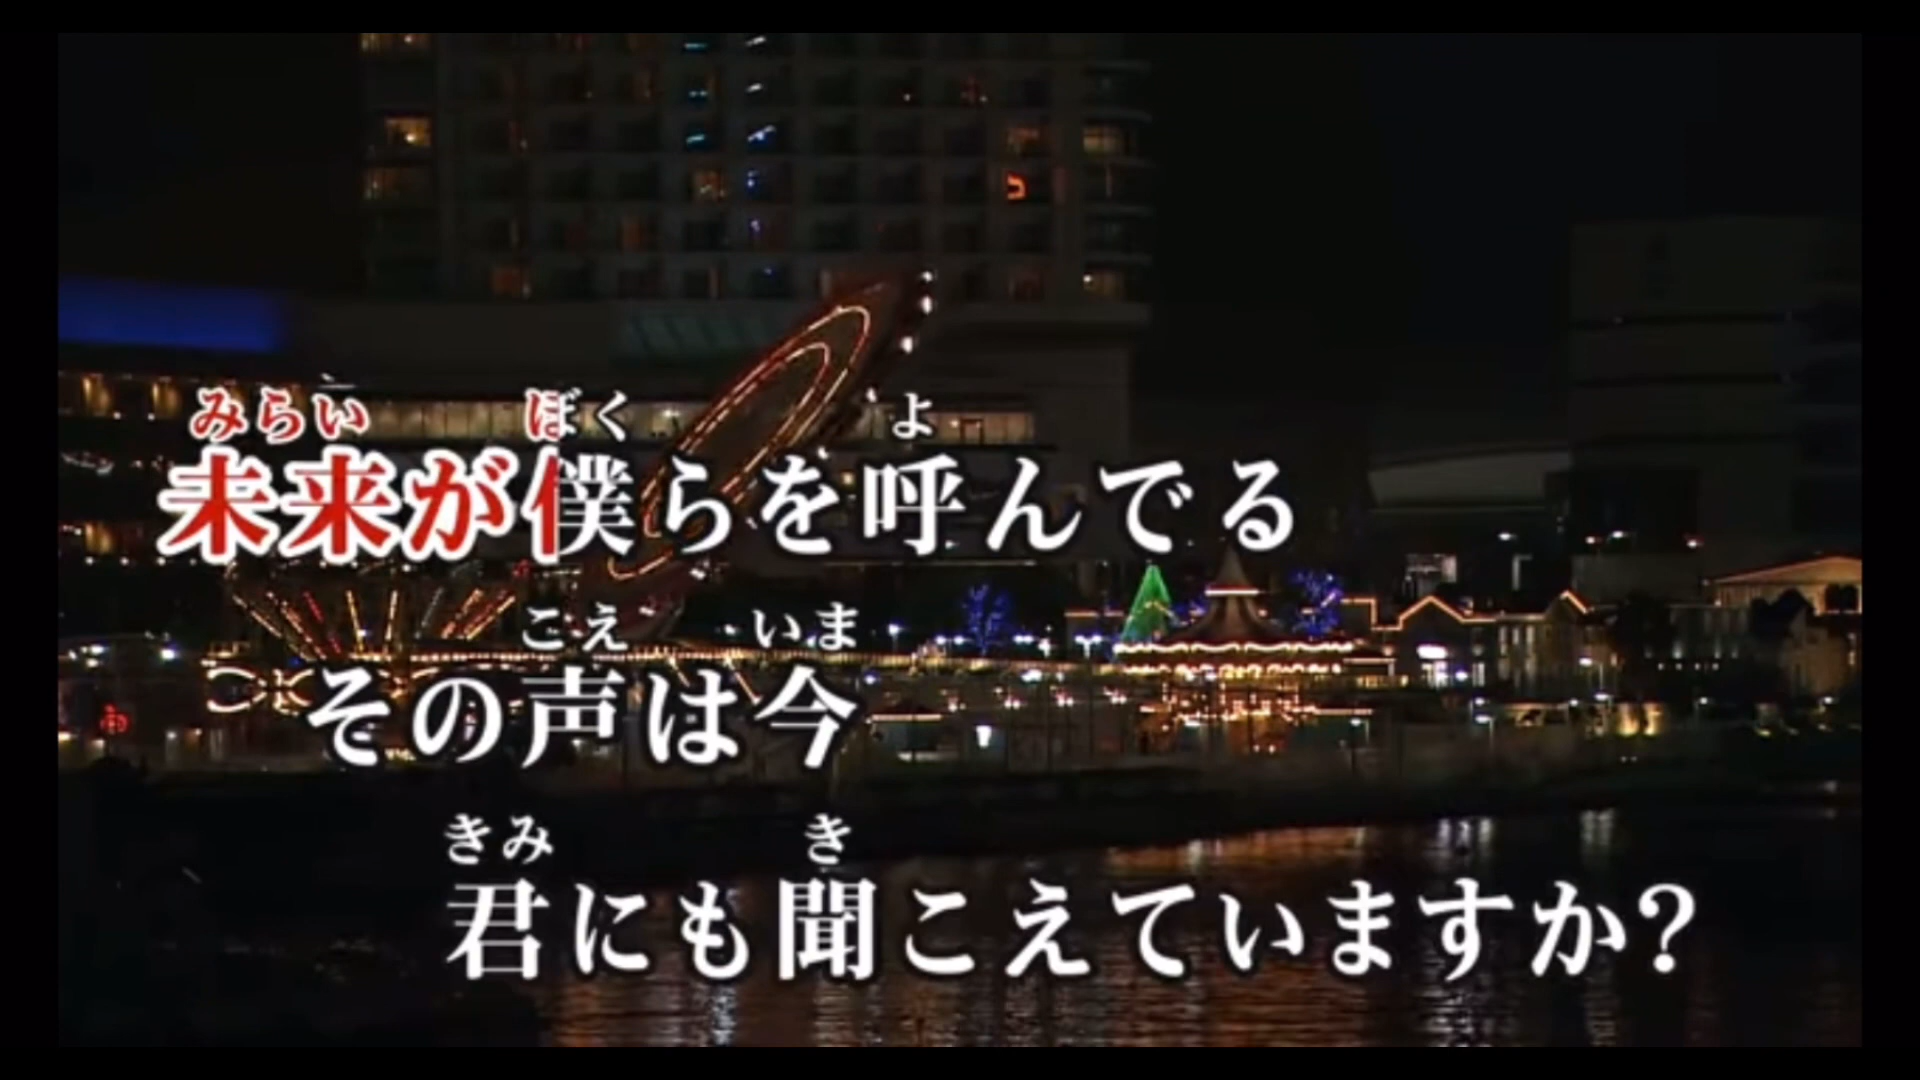 みらい ぼく よ
未来が僕らを呼んでる
こえ いま
その声は今
きみ き
君にも聞こえていますか?